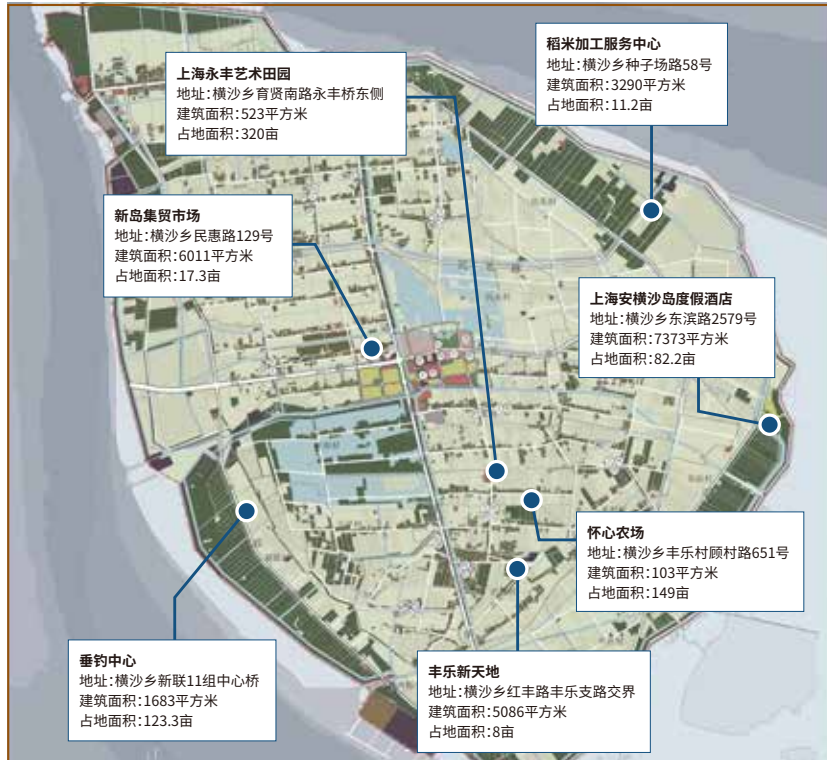 稻米加工服务中心
地址:横沙乡种子场路58号
建筑面积:3290平方米
占地面积:11.2亩
上海永丰艺术田园
地址:横沙乡育贤南路永丰桥东侧
建筑面积:523平方米
占地面积:320亩
新岛集贸市场
地址:横沙乡民惠路129号
建筑面积:6011平方米
占地面积:17.3亩
上海安横沙岛度假酒店
地址:横沙乡东滨路2579号
建筑面积:7373平方米
占地面积:82.2亩
怀心农场
地址:横沙乡丰乐村顾村路651号
建筑面积:103平方米
占地面积:149亩
垂钓中心
地址:横沙乡新联11组中心桥
建筑面积:1683平方米
占地面积:123.3亩
丰乐新天地
地址:横沙乡红丰路丰乐支路交界
建筑面积:5086平方米
占地面积:8亩